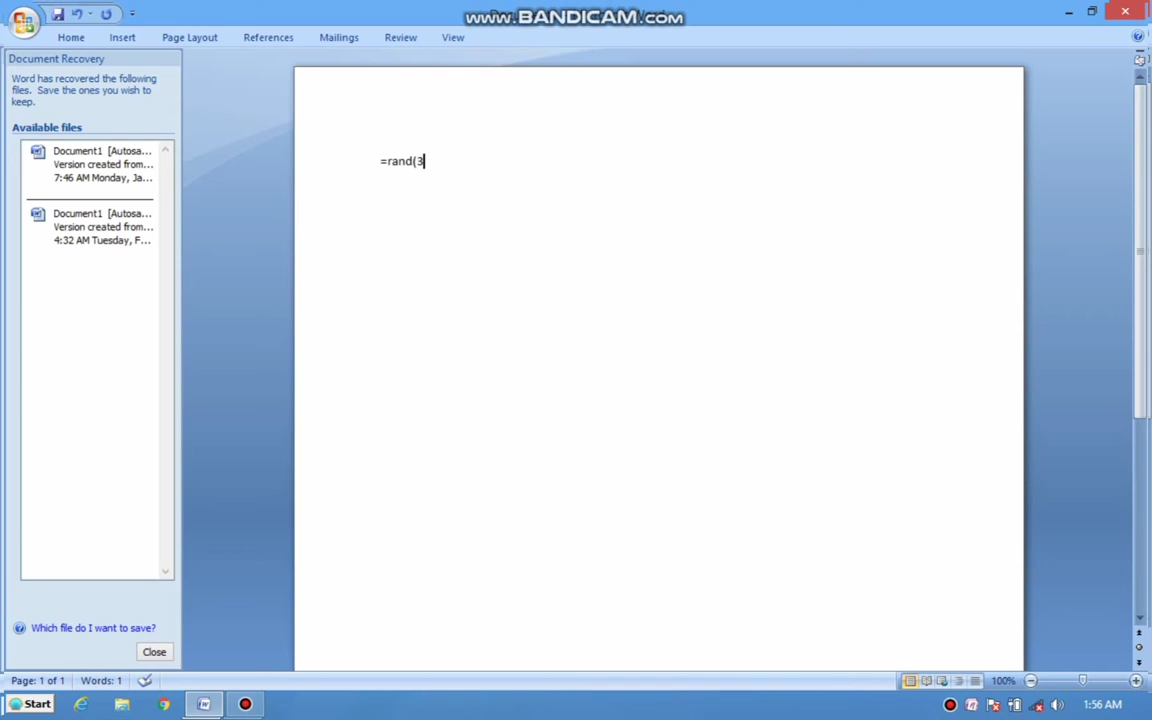 www.BANDICAM.com
Home Insert Page Layout References Mailings Review View
Document Recovery
Word has recovered the following
files. Save the ones you wish to
keep.
Available files
Document1 [Autosa...
Version created from...
7:46 AM Monday, Ja...
Document1 [Autosa...
Version created from...
4:32 AM Tuesday, F...
Which file do I want to save?
Close
=rand(3
Page: 1 of 1 Words: 1 100%
Start 1:56 AM